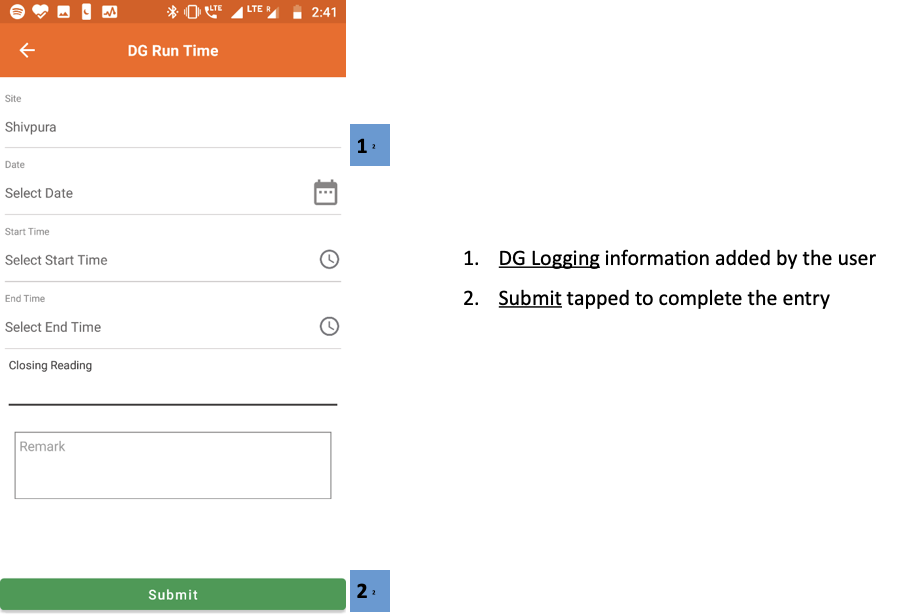 LTE LTE R 2:41
DG Run Time
Site
Shivpura
1 2
Date
Select Date
Start Time
Select Start Time
End Time
Select End Time
Closing Reading
Remark
Submit
2 2
1. DG Logging information added by the user
2. Submit tapped to complete the entry